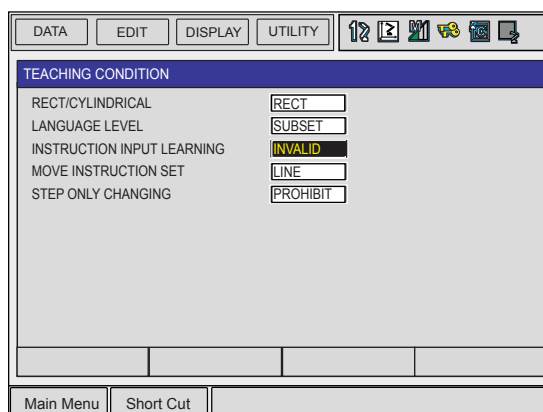 DATA EDIT DISPLAY UTILITY
TEACHING CONDITION
RECT/CYLINDRICAL RECT
LANGUAGE LEVEL SUBSET
INSTRUCTION INPUT LEARNING INVALID
MOVE INSTRUCTION SET LINE
STEP ONLY CHANGING PROHIBIT
Main Menu Short Cut